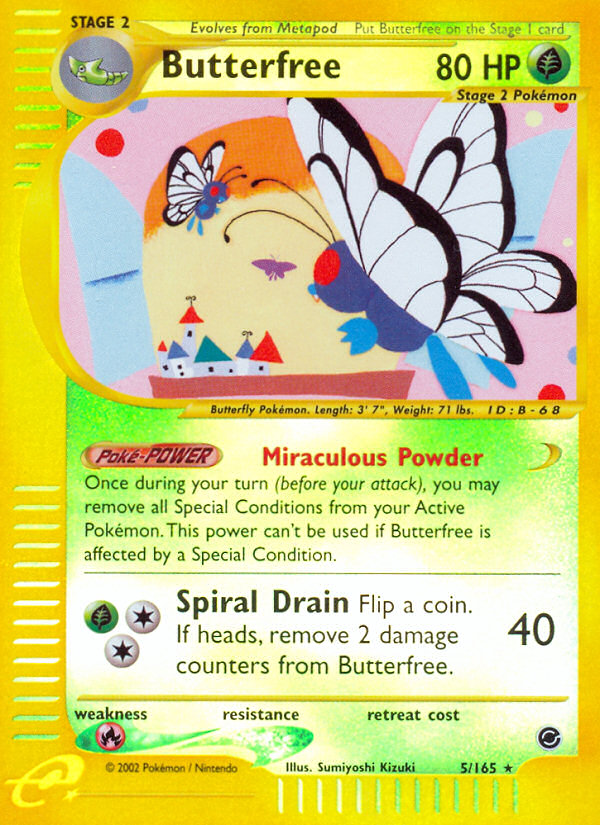 STAGE 2
Evolves from Metapod Put Butterfree on the Stage 1 card
Butterfree 80 HP
Stage 2 Pokémon
Butterfly Pokémon. Length: 3' 7", Weight: 71 lbs. ID:B-68
Poké-POWER Miraculous Powder
Once during your turn (before your attack), you may
remove all Special Conditions from your Active
Pokémon. This power can't be used if Butterfree is
affected by a Special Condition.
Spiral Drain Flip a coin.
If heads, remove 2 damage
counters from Butterfree.
40
weakness resistance retreat cost
© 2002 Pokémon / Nintendo Illus. Sumiyoshi Kizuki 5/165 ★
e